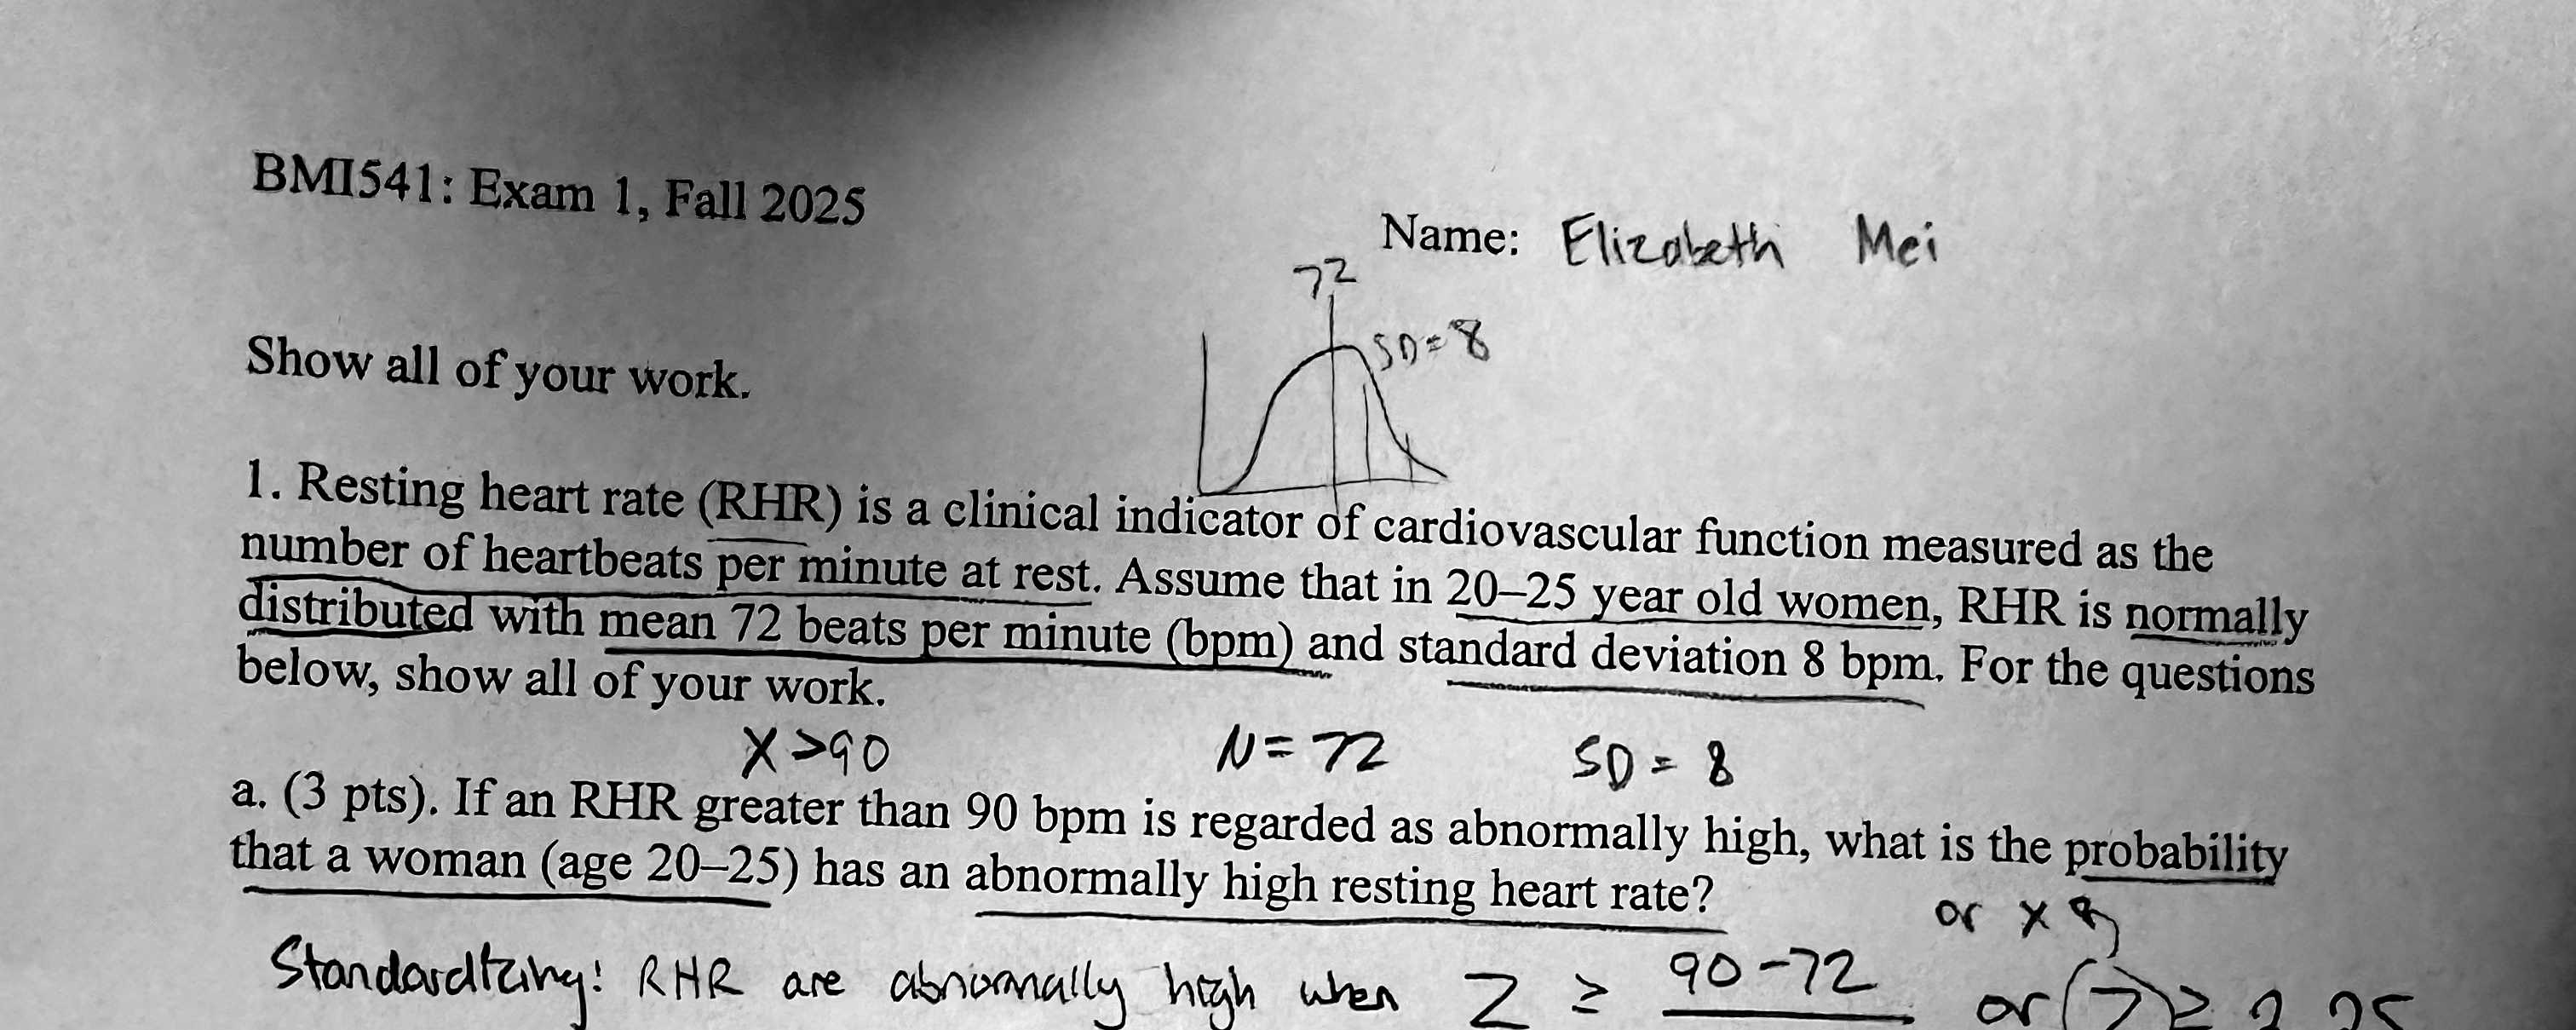 BMI541: Exam 1, Fall 2025
Name: Elizabeth Mei
72
SD = 8
Show all of your work.
1. Resting heart rate (RHR) is a clinical indicator of cardiovascular function measured as the
number of heartbeats per minute at rest. Assume that in 20–25 year old women, RHR is normally
distributed with mean 72 beats per minute (bpm) and standard deviation 8 bpm. For the questions
below, show all of your work.
X >90 N = 72 SD = 8
a. (3 pts). If an RHR greater than 90 bpm is regarded as abnormally high, what is the probability
that a woman (age 20–25) has an abnormally high resting heart rate?
or x
Standardizing! RHR are abnormally high when Z ≥ 90-72 or Z ≥ 2.25